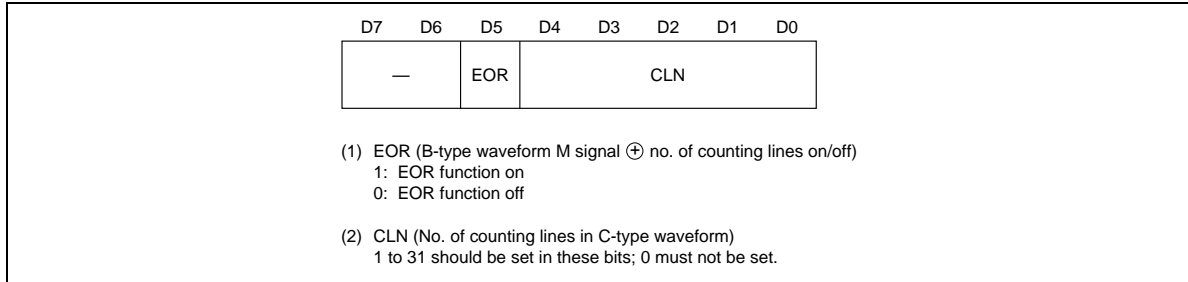 D7 D6 D5 D4 D3 D2 D1 D0
— EOR CLN
(1) EOR (B-type waveform M signal ⊕ no. of counting lines on/off)
1: EOR function on
0: EOR function off
(2) CLN (No. of counting lines in C-type waveform)
1 to 31 should be set in these bits; 0 must not be set.